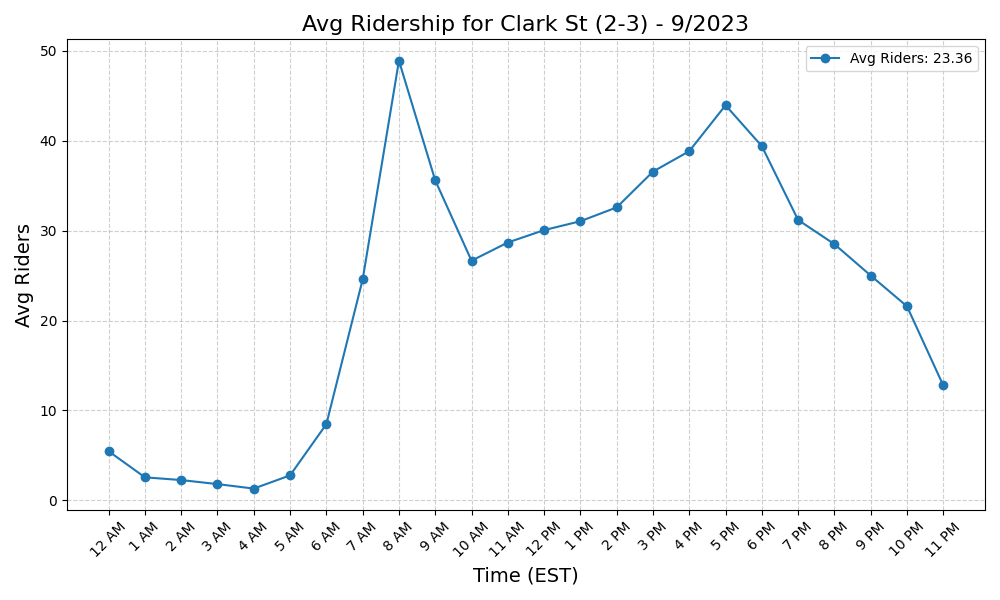 Avg Ridership for Clark St (2-3) - 9/2023
Avg Riders: 23.36
Avg Riders
50
40
30
20
10
0
12 AM
1 AM
2 AM
3 AM
4 AM
5 AM
6 AM
7 AM
8 AM
9 AM
10 AM
11 AM
12 PM
1 PM
2 PM
3 PM
4 PM
5 PM
6 PM
7 PM
8 PM
9 PM
10 PM
11 PM
Time (EST)